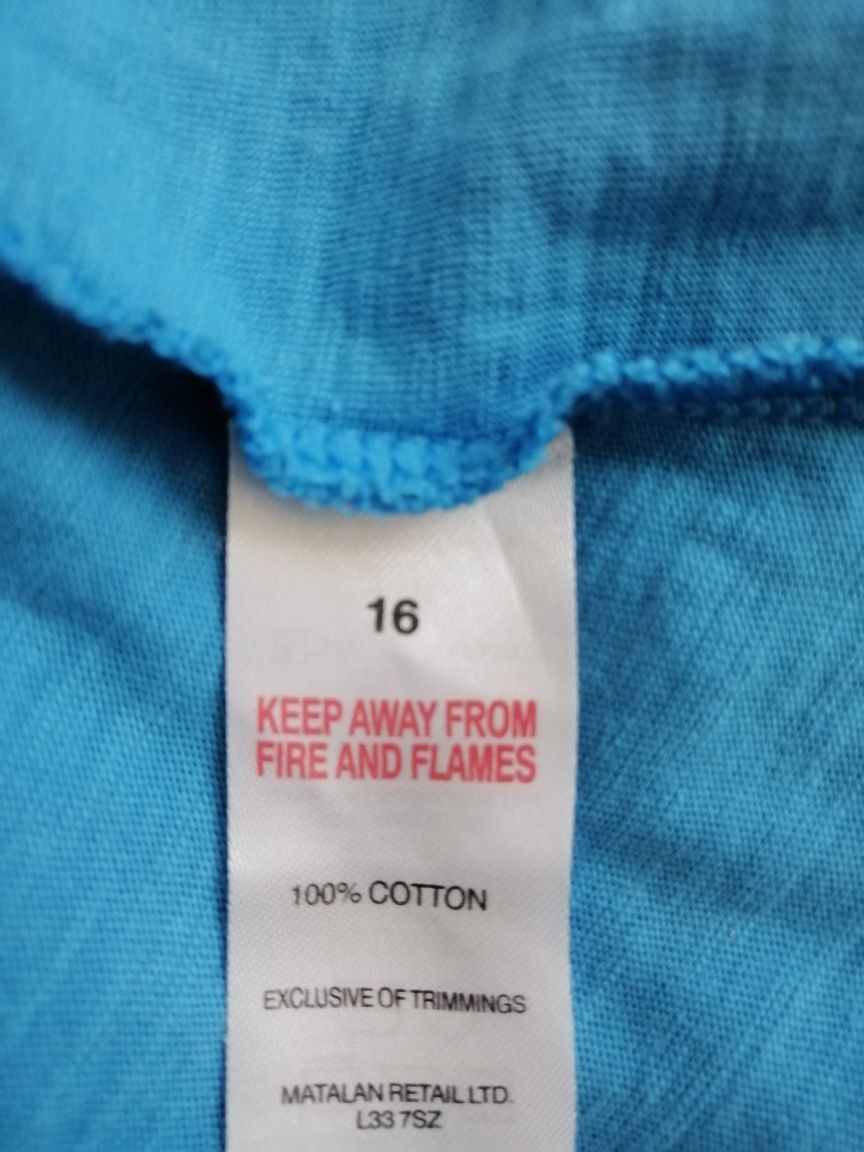 16
KEEP AWAY FROM
FIRE AND FLAMES
100% COTTON
EXCLUSIVE OF TRIMMINGS
MATALAN RETAIL LTD.
L33 7SZ